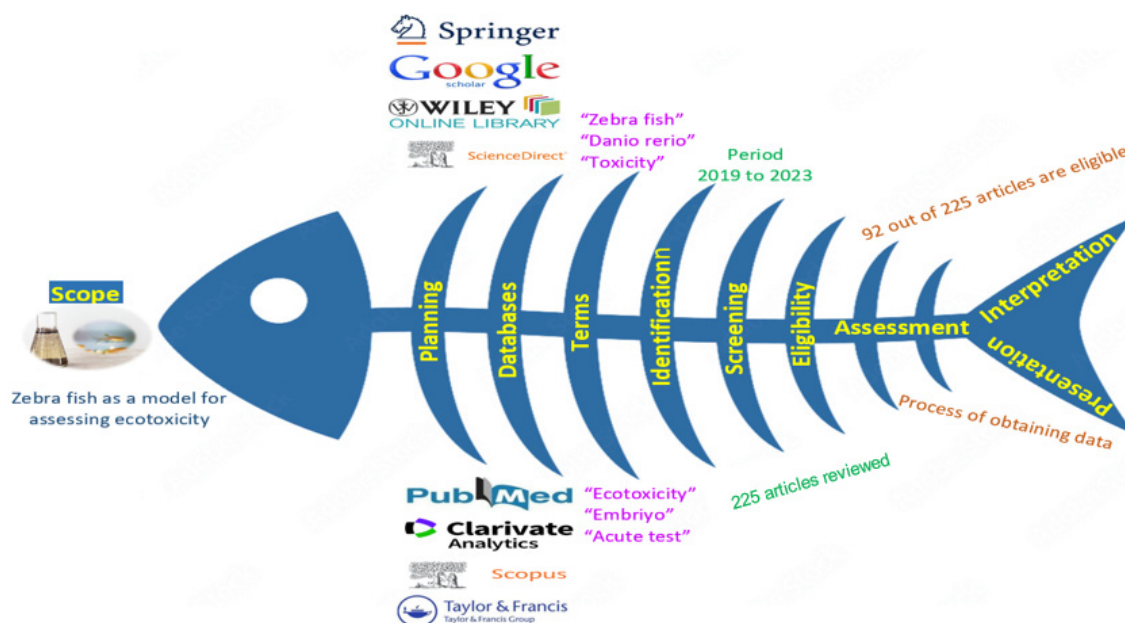 Springer
Google
scholar
WILEY
ONLINE LIBRARY
ScienceDirect
"Zebra fish"
"Danio rerio"
"Toxicity"
Period
2019 to 2023
92 out of 225 articles are eligible
Scope
Zebra fish as a model for
assessing ecotoxicity
Planning
Databases
Terms
Identificationn
Screening
Eligibility
Assessment
Interpretation
Presentation
Process of obtaining data
225 articles reviewed
PubMed
Clarivate
Analytics
Scopus
Taylor & Francis
Taylor & Francis Group
"Ecotoxicity"
"Embriyo"
"Acute test"